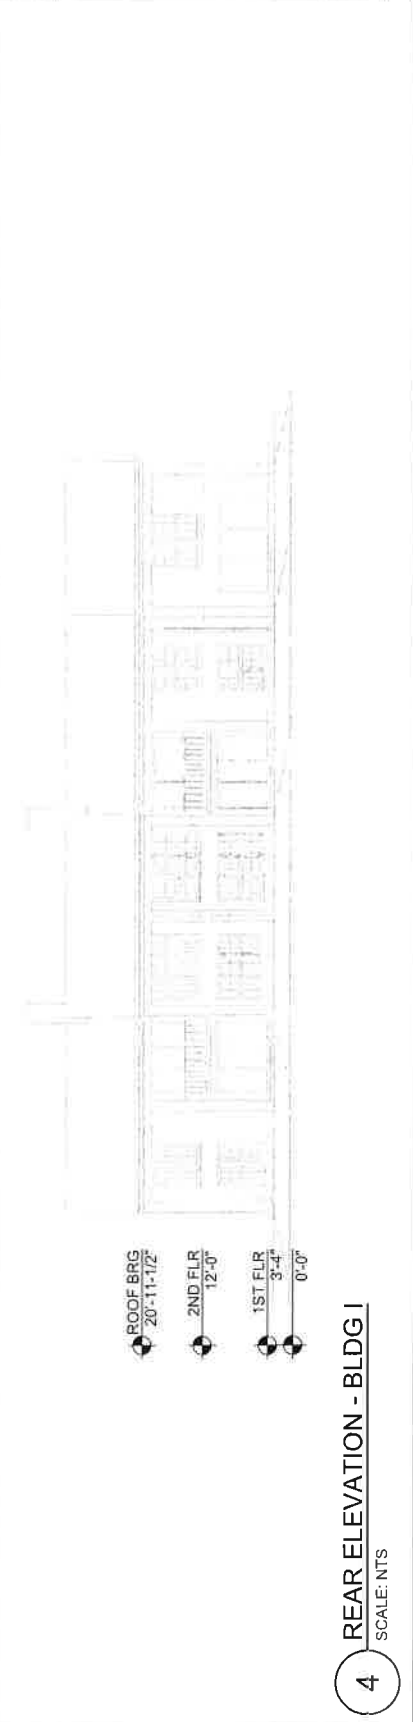 ROOF BRG
20'-11-1/2"
2ND FLR
12'-0"
1ST FLR
3'-4"
0'-0"
4
REAR ELEVATION - BLDG I
SCALE: NTS